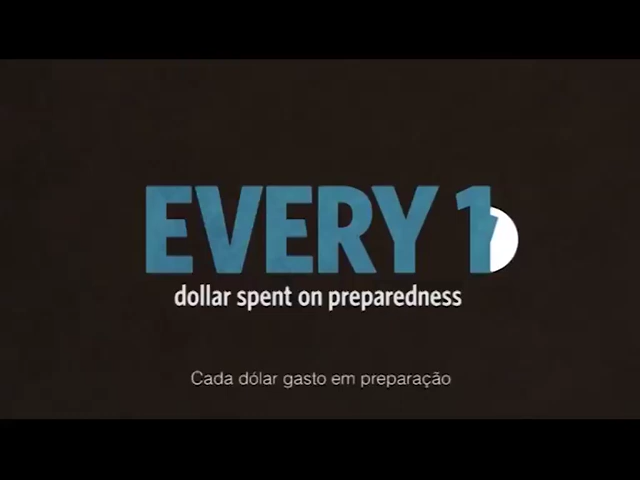 EVERY 1
dollar spent on preparedness
Cada dólar gasto em preparação